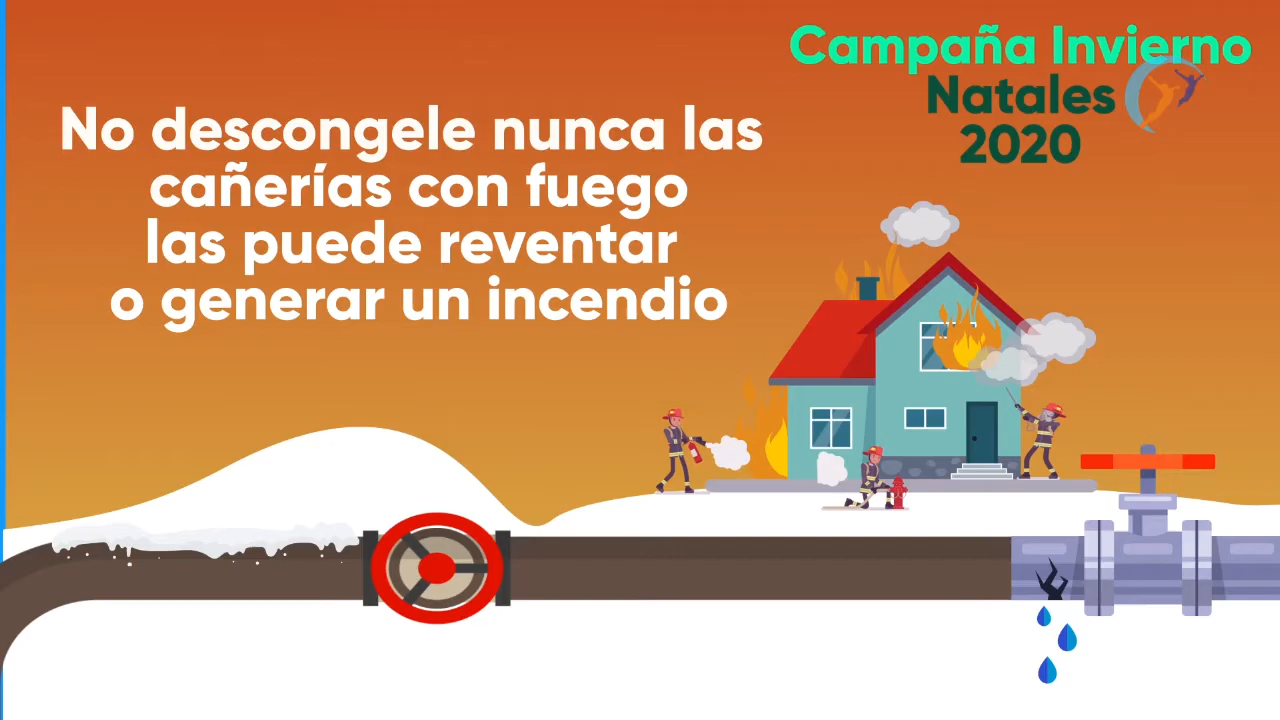 Campaña Invierno
Natales
2020
No descongele nunca las
cañerías con fuego
las puede reventar
o generar un incendio